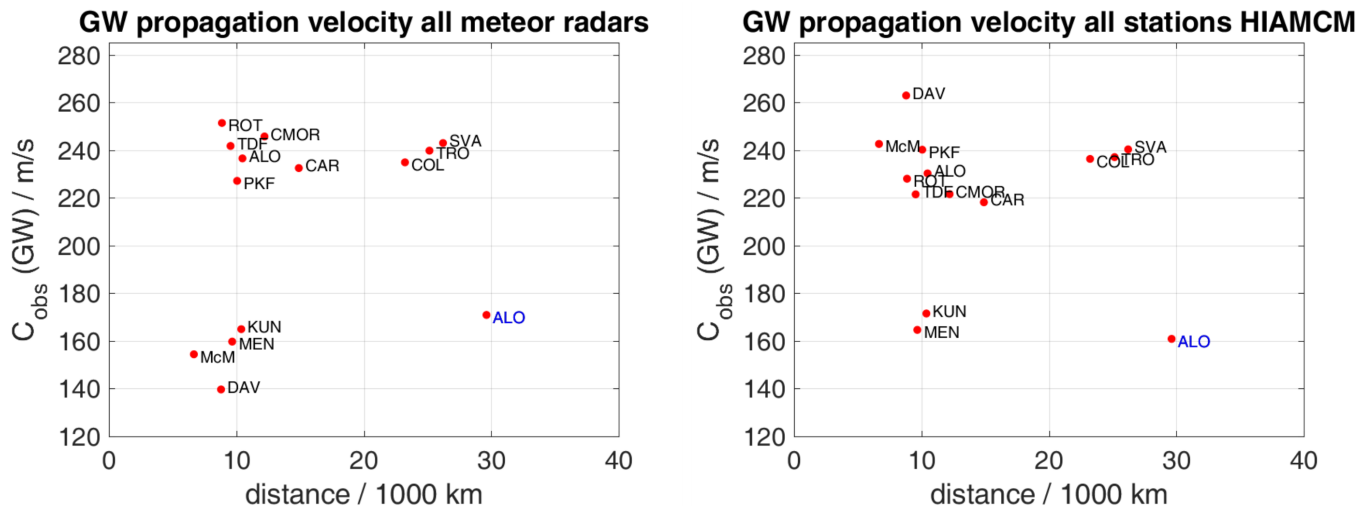 GW propagation velocity all meteor radars
280
260
240
220
200
180
160
140
120
C_obs (GW) / m/s
ROT
CMOR
TDF
ALO
CAR
PKF
SVA
TRO
COL
KUN
MEN
McM
DAV
ALO
0
10
20
30
40
distance / 1000 km
GW propagation velocity all stations HIAMCM
280
260
240
220
200
180
160
140
120
C_obs (GW) / m/s
DAV
McM
PKF
ALO
ROT
TDF
CMOR
CAR
SVA
TRO
COL
KUN
MEN
ALO
0
10
20
30
40
distance / 1000 km